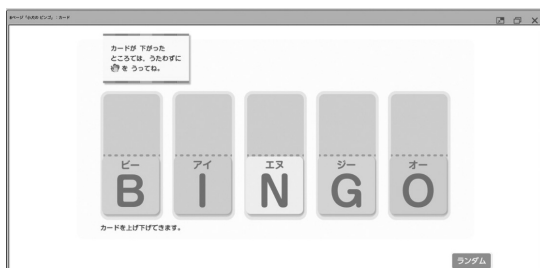 カードが 下がった
ところでは、うたわずに
を うってね。
ビー アイ エヌ ジー オー
B I N G O
カードを上げ下げできます。
ランダム